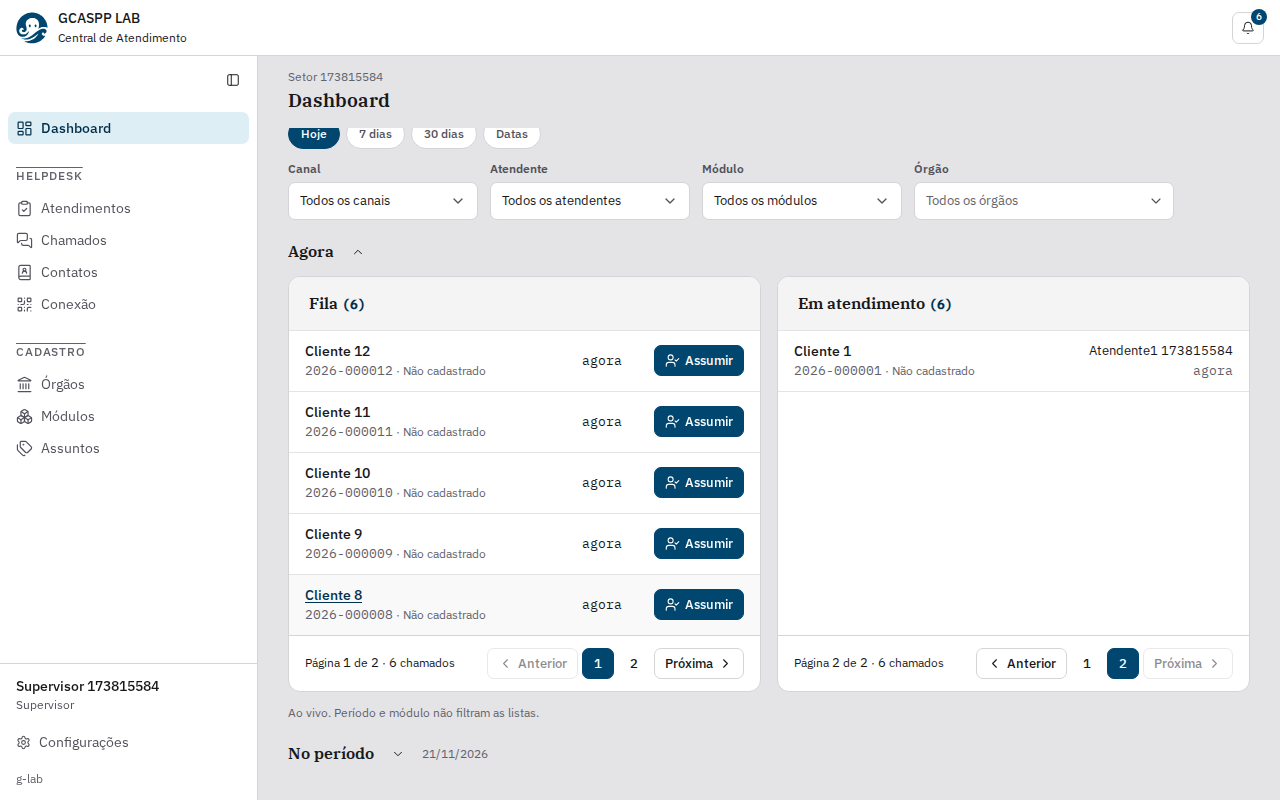 GCASPP LAB
Central de Atendimento
6
Dashboard
HELPDESK
Atendimentos
Chamados
Contatos
Conexão
CADASTRO
Órgãos
Módulos
Assuntos
Supervisor 173815584
Supervisor
Configurações
g-lab
Setor 173815584
Dashboard
Hoje 7 dias 30 dias Datas
Canal Atendente Módulo Órgão
Todos os canais Todos os atendentes Todos os módulos Todos os órgãos
Agora
Fila (6)
Cliente 12
2026-000012 · Não cadastrado agora Assumir
Cliente 11
2026-000011 · Não cadastrado agora Assumir
Cliente 10
2026-000010 · Não cadastrado agora Assumir
Cliente 9
2026-000009 · Não cadastrado agora Assumir
Cliente 8
2026-000008 · Não cadastrado agora Assumir
Página 1 de 2 · 6 chamados Anterior 1 2 Próxima
Em atendimento (6)
Cliente 1 Atendente1 173815584
2026-000001 · Não cadastrado agora
Página 2 de 2 · 6 chamados Anterior 1 2 Próxima
Ao vivo. Período e módulo não filtram as listas.
No período 21/11/2026